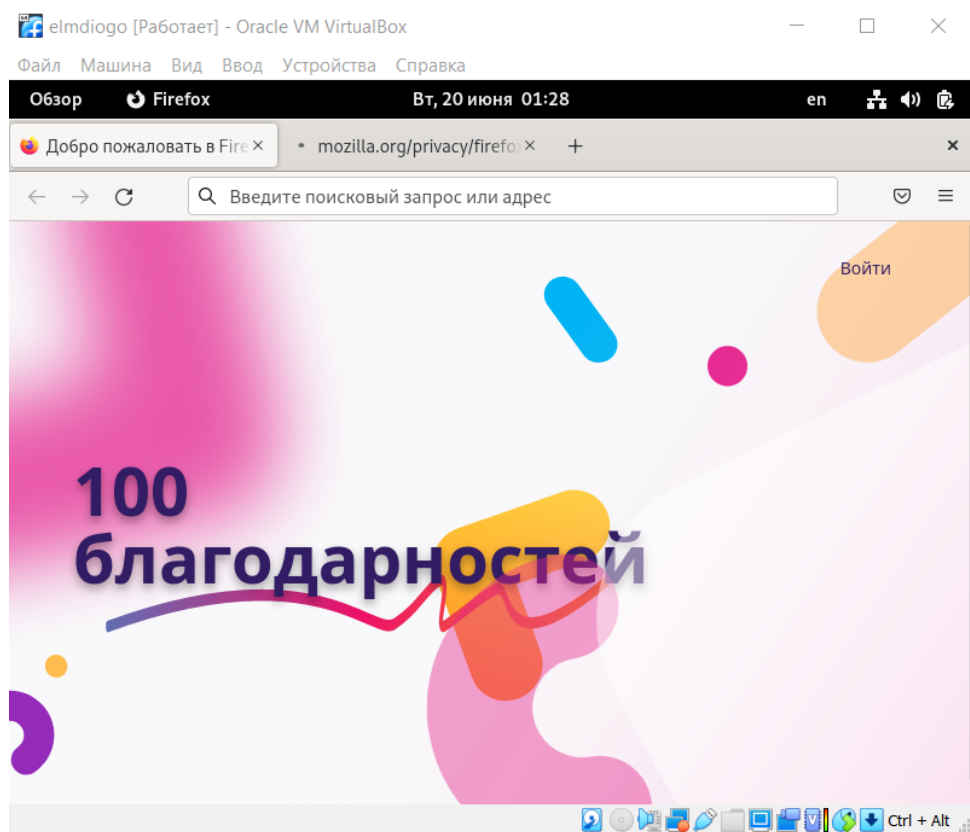 elmdiogo [Работает] - Oracle VM VirtualBox
Файл Машина Вид Ввод Устройства Справка
Обзор Firefox Вт, 20 июня 01:28 en
Добро пожаловать в Fire mozilla.org/privacy/firefo
Введите поисковый запрос или адрес
Войти
100
благодарностей
Ctrl + Alt